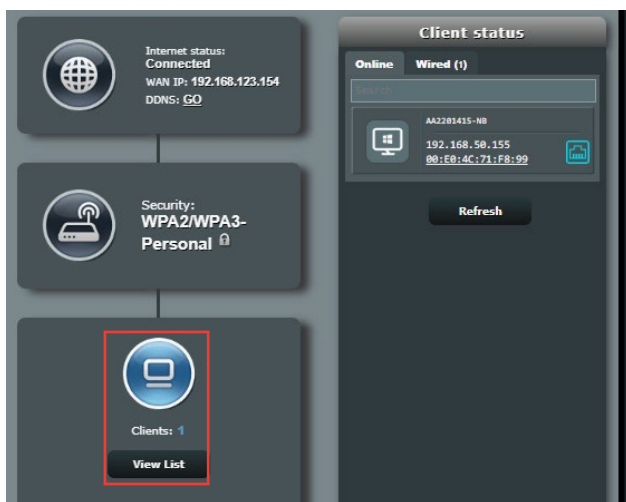 Internet status:
Connected
WAN IP: 192.168.123.154
DDNS: GO
Security:
WPA2/WPA3-
Personal
Clients: 1
View List
Client status
Online Wired (1)
Search
AA2201415-NB
192.168.50.155
00:E0:4C:71:F8:99
Refresh